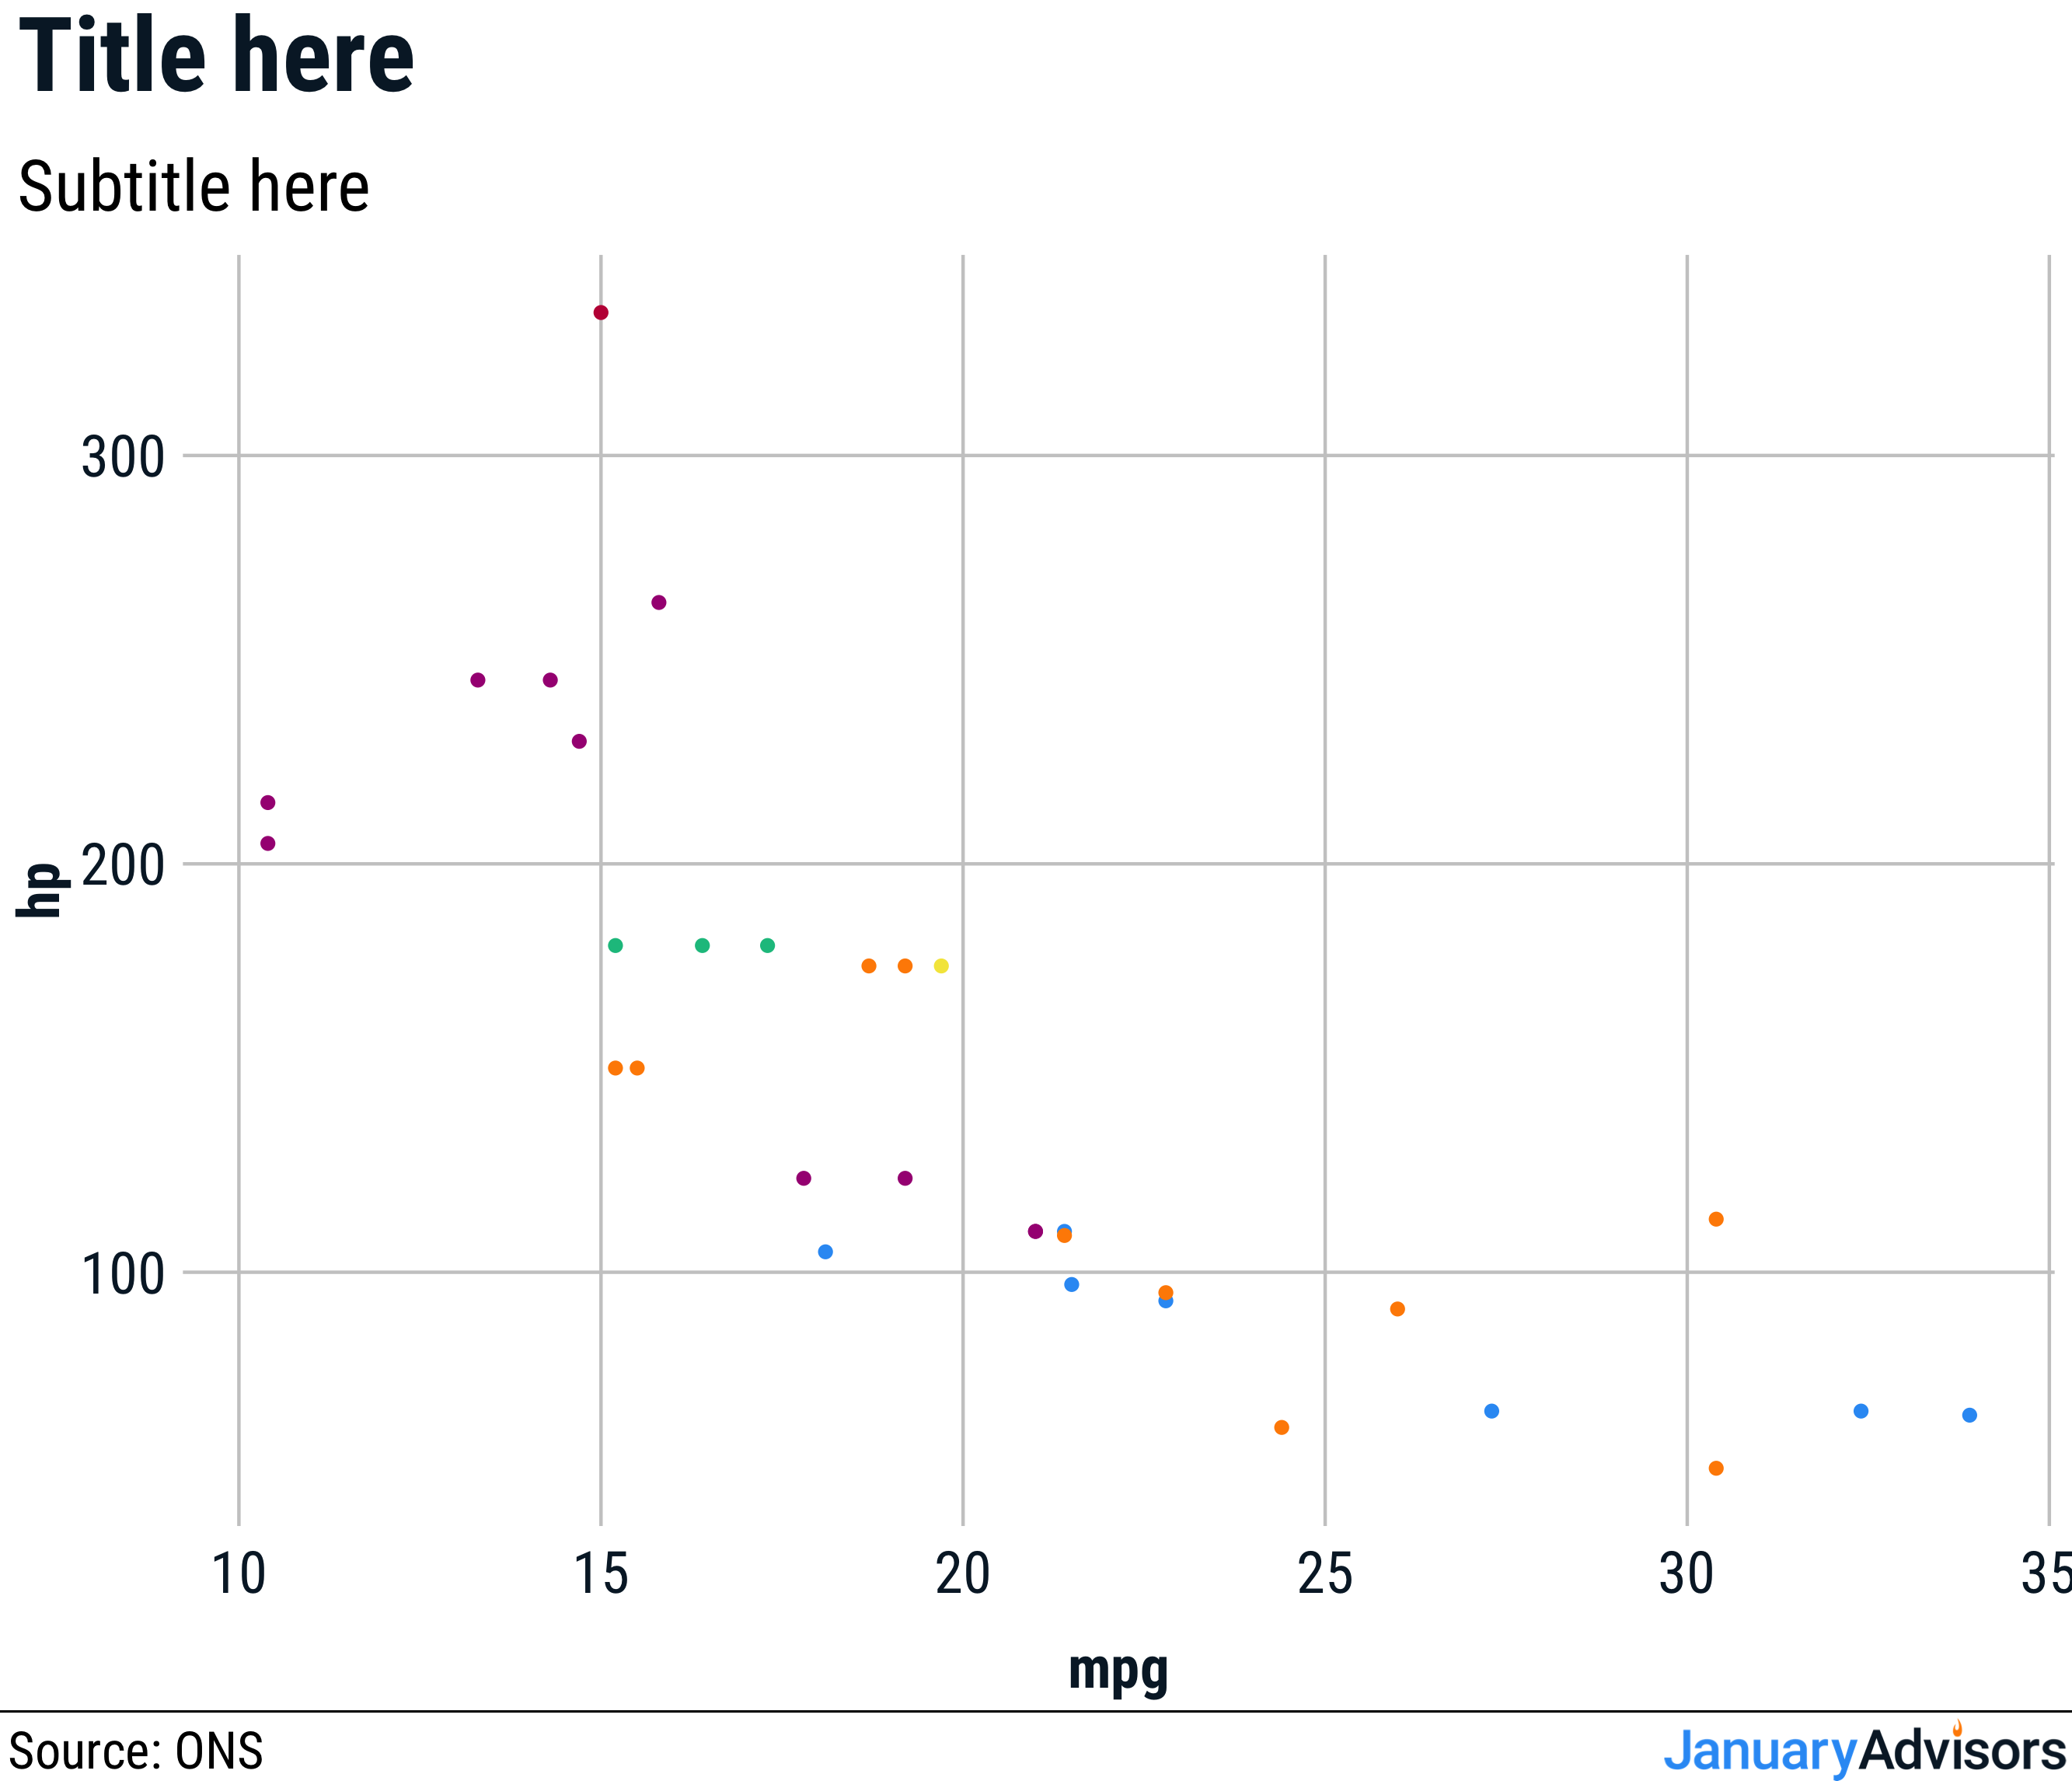 Title here
Subtitle here
300
200
100
hp
10 15 20 25 30 35
mpg
Source: ONS
JanuaryAdvisors